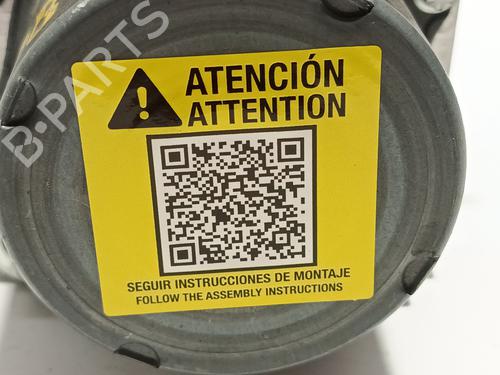 ATENCIÓN
ATTENTION
SEGUIR INSTRUCCIONES DE MONTAJE
FOLLOW THE ASSEMBLY INSTRUCTIONS
B-PARTS